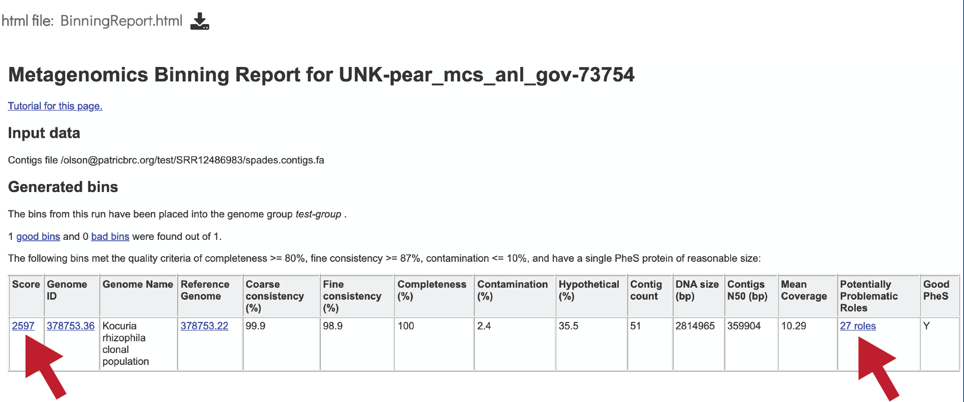 html file: BinningReport.html
Metagenomics Binning Report for UNK-pear_mcs_anl_gov-73754
Tutorial for this page.
Input data
Contigs file /olson@patricbrc.org/test/SRR12486983/spades.contigs.fa
Generated bins
The bins from this run have been placed into the genome group test-group .
1 good bins and 0 bad bins were found out of 1.
The following bins met the quality criteria of completeness >= 80%, fine consistency >= 87%, contamination <= 10%, and have a single PheS protein of reasonable size:
Score Genome ID Genome Name Reference Genome Coarse consistency (%) Fine consistency (%) Completeness (%) Contamination (%) Hypothetical (%) Contig count DNA size (bp) Contigs N50 (bp) Mean Coverage Potentially Problematic Roles Good PheS
2597 378753.36 Kocuria rhizophila clonal population 378753.22 99.9 98.9 100 2.4 35.5 51 2814965 359904 10.29 27 roles Y